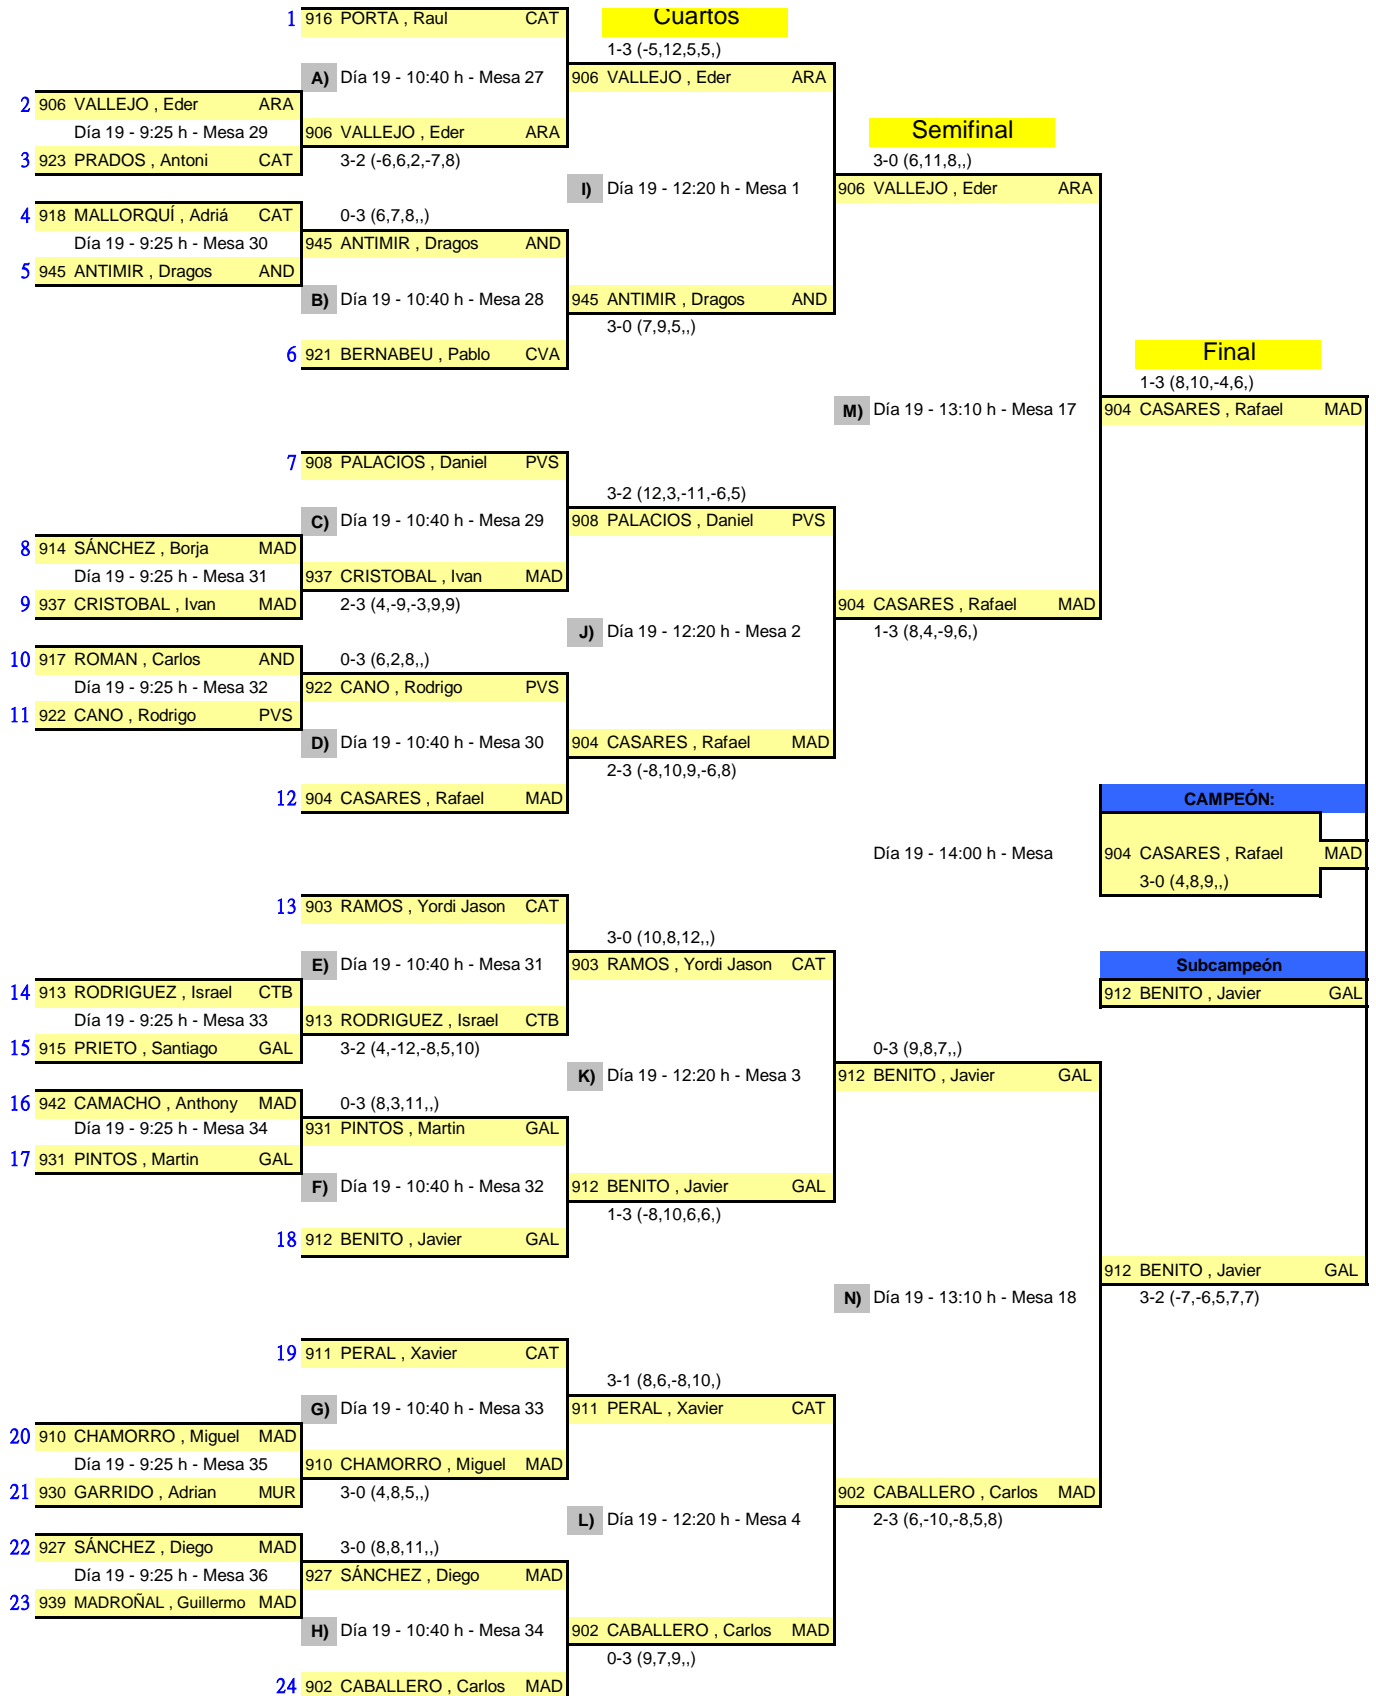 Cuartos
1 916 PORTA , Raul CAT
1-3 (-5,12,5,5,)
A) Día 19 - 10:40 h - Mesa 27
906 VALLEJO , Eder ARA
2 906 VALLEJO , Eder ARA
Día 19 - 9:25 h - Mesa 29
906 VALLEJO , Eder ARA
Semifinal
3 923 PRADOS , Antoni CAT
3-2 (-6,6,2,-7,8)
3-0 (6,11,8,,)
I) Día 19 - 12:20 h - Mesa 1
906 VALLEJO , Eder ARA
4 918 MALLORQUÍ , Adriá CAT
0-3 (6,7,8,,)
Día 19 - 9:25 h - Mesa 30
945 ANTIMIR , Dragos AND
5 945 ANTIMIR , Dragos AND
B) Día 19 - 10:40 h - Mesa 28
945 ANTIMIR , Dragos AND
3-0 (7,9,5,,)
6 921 BERNABEU , Pablo CVA
Final
1-3 (8,10,-4,6,)
M) Día 19 - 13:10 h - Mesa 17
904 CASARES , Rafael MAD
7 908 PALACIOS , Daniel PVS
3-2 (12,3,-11,-6,5)
C) Día 19 - 10:40 h - Mesa 29
908 PALACIOS , Daniel PVS
8 914 SÁNCHEZ , Borja MAD
Día 19 - 9:25 h - Mesa 31
937 CRISTOBAL , Ivan MAD
9 937 CRISTOBAL , Ivan MAD
2-3 (4,-9,-3,9,9)
904 CASARES , Rafael MAD
J) Día 19 - 12:20 h - Mesa 2
1-3 (8,4,-9,6,)
10 917 ROMAN , Carlos AND
0-3 (6,2,8,,)
Día 19 - 9:25 h - Mesa 32
922 CANO , Rodrigo PVS
11 922 CANO , Rodrigo PVS
D) Día 19 - 10:40 h - Mesa 30
904 CASARES , Rafael MAD
2-3 (-8,10,9,-6,8)
12 904 CASARES , Rafael MAD
CAMPEÓN:
Día 19 - 14:00 h - Mesa
904 CASARES , Rafael MAD
3-0 (4,8,9,,)
13 903 RAMOS , Yordi Jason CAT
3-0 (10,8,12,,)
E) Día 19 - 10:40 h - Mesa 31
903 RAMOS , Yordi Jason CAT
Subcampeón
14 913 RODRIGUEZ , Israel CTB
912 BENITO , Javier GAL
Día 19 - 9:25 h - Mesa 33
913 RODRIGUEZ , Israel CTB
15 915 PRIETO , Santiago GAL
3-2 (4,-12,-8,5,10)
0-3 (9,8,7,,)
K) Día 19 - 12:20 h - Mesa 3
912 BENITO , Javier GAL
16 942 CAMACHO , Anthony MAD
0-3 (8,3,11,,)
Día 19 - 9:25 h - Mesa 34
931 PINTOS , Martin GAL
17 931 PINTOS , Martin GAL
F) Día 19 - 10:40 h - Mesa 32
912 BENITO , Javier GAL
1-3 (-8,10,6,6,)
18 912 BENITO , Javier GAL
912 BENITO , Javier GAL
N) Día 19 - 13:10 h - Mesa 18
3-2 (-7,-6,5,7,7)
19 911 PERAL , Xavier CAT
3-1 (8,6,-8,10,)
G) Día 19 - 10:40 h - Mesa 33
911 PERAL , Xavier CAT
20 910 CHAMORRO , Miguel MAD
Día 19 - 9:25 h - Mesa 35
910 CHAMORRO , Miguel MAD
21 930 GARRIDO , Adrian MUR
3-0 (4,8,5,,)
902 CABALLERO , Carlos MAD
L) Día 19 - 12:20 h - Mesa 4
2-3 (6,-10,-8,5,8)
22 927 SÁNCHEZ , Diego MAD
3-0 (8,8,11,,)
Día 19 - 9:25 h - Mesa 36
927 SÁNCHEZ , Diego MAD
23 939 MADROÑAL , Guillermo MAD
H) Día 19 - 10:40 h - Mesa 34
902 CABALLERO , Carlos MAD
0-3 (9,7,9,,)
24 902 CABALLERO , Carlos MAD